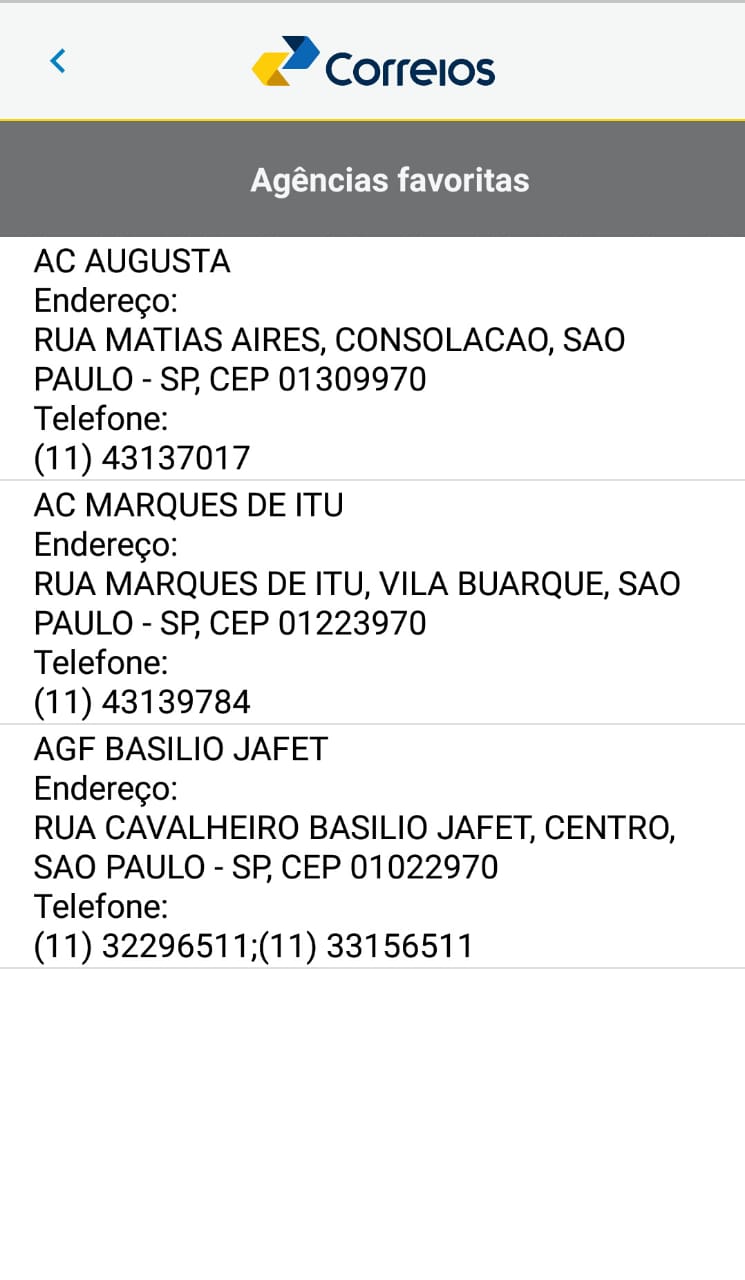 Correios
Agências favoritas
AC AUGUSTA
Endereço:
RUA MATIAS AIRES, CONSOLACAO, SAO
PAULO - SP, CEP 01309970
Telefone:
(11) 43137017
AC MARQUES DE ITU
Endereço:
RUA MARQUES DE ITU, VILA BUARQUE, SAO
PAULO - SP, CEP 01223970
Telefone:
(11) 43139784
AGF BASILIO JAFET
Endereço:
RUA CAVALHEIRO BASILIO JAFET, CENTRO,
SAO PAULO - SP, CEP 01022970
Telefone:
(11) 32296511;(11) 33156511